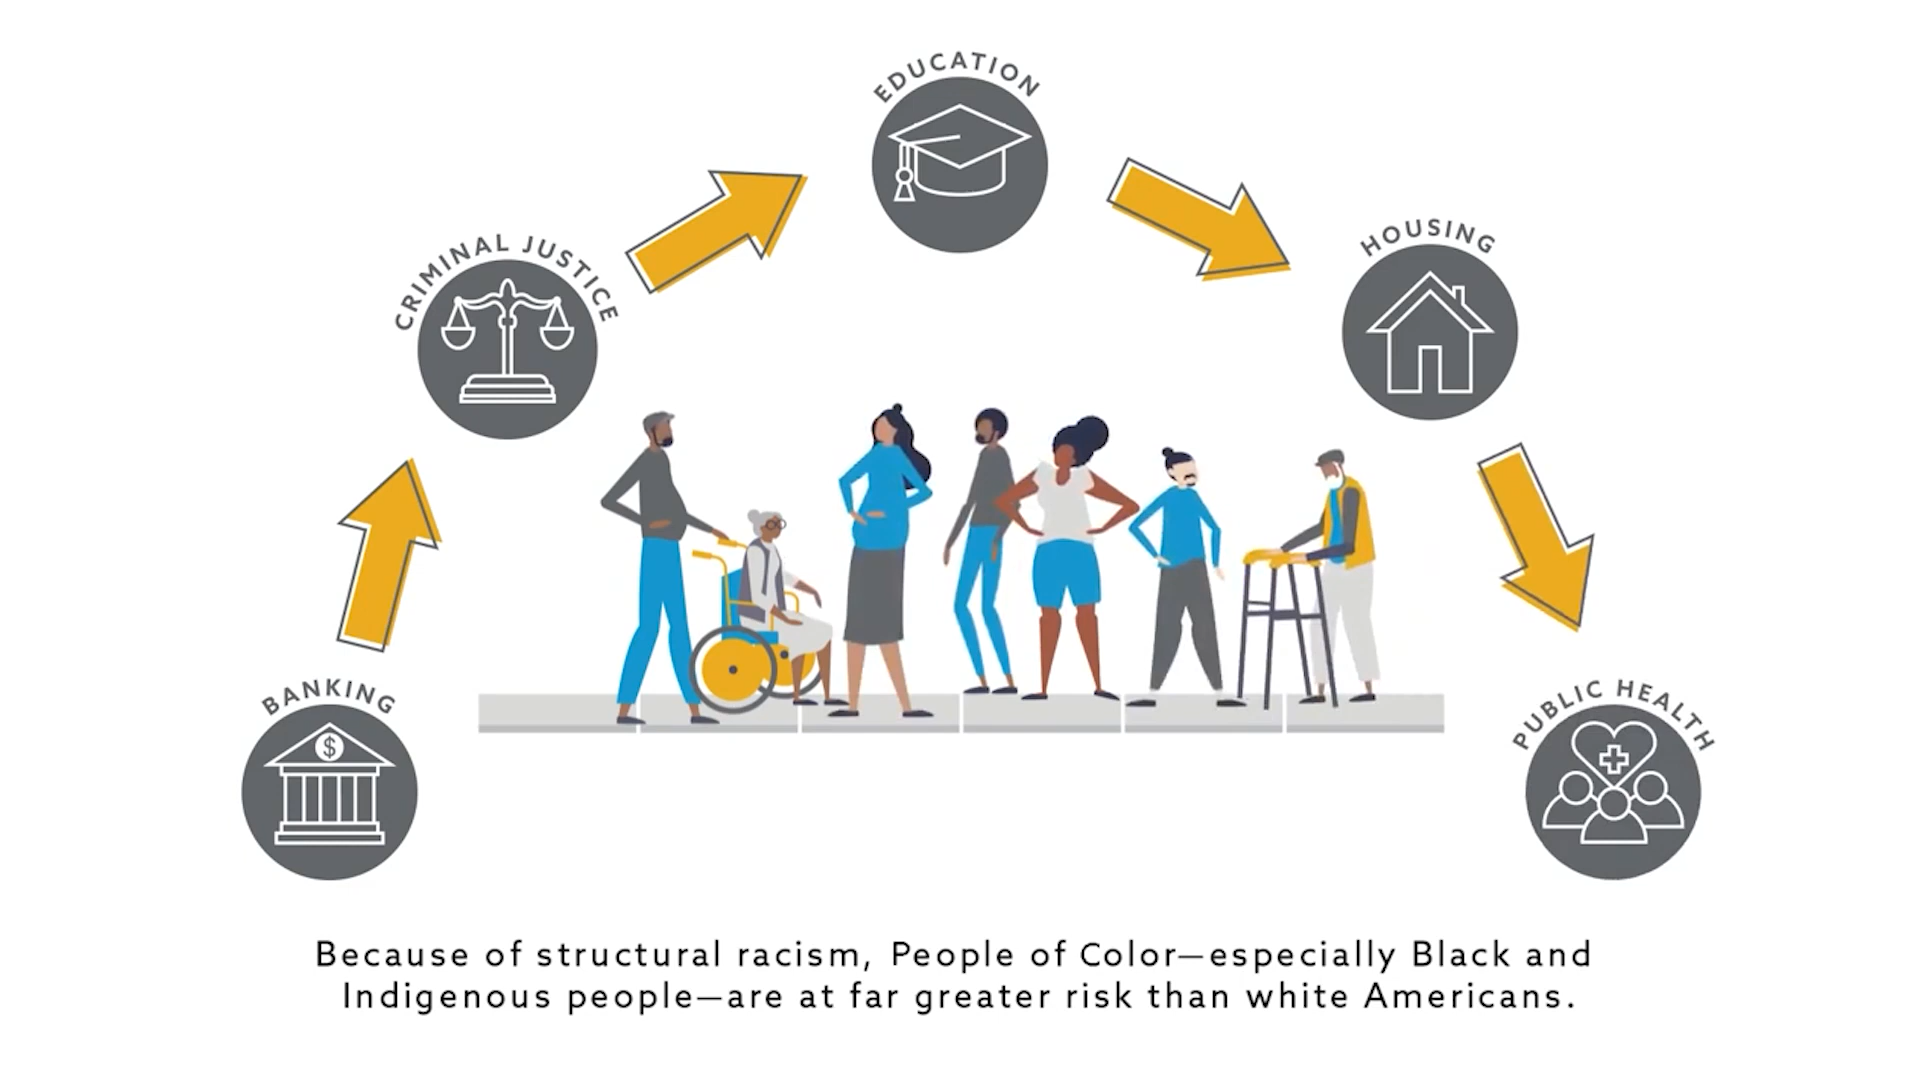 EDUCATION
HOUSING
CRIMINAL JUSTICE
BANKING
$
PUBLIC HEALTH
Because of structural racism, People of Color—especially Black and
Indigenous people—are at far greater risk than white Americans.